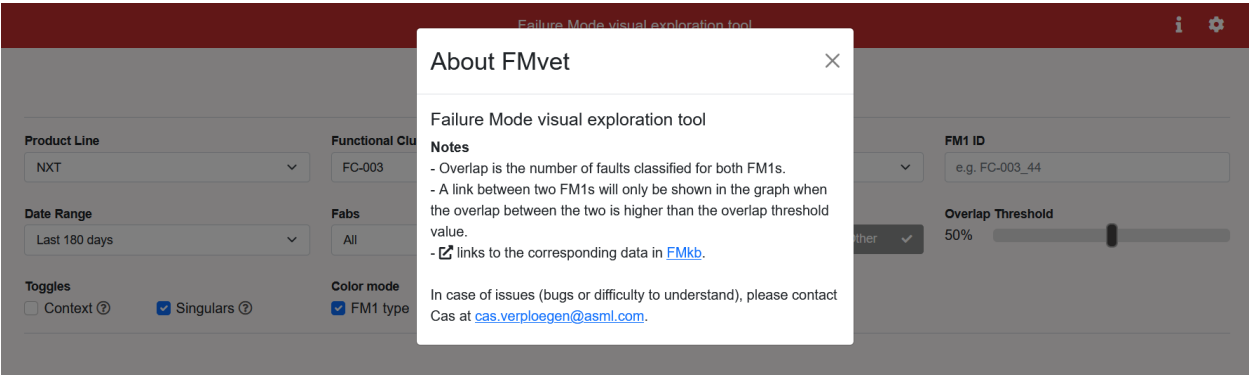 Failure Mode visual exploration tool
About FMvet
Failure Mode visual exploration tool
Notes
- Overlap is the number of faults classified for both FM1s.
- A link between two FM1s will only be shown in the graph when
the overlap between the two is higher than the overlap threshold
value.
- links to the corresponding data in FMkb.
In case of issues (bugs or difficulty to understand), please contact
Cas at cas.verploegen@asml.com.
Product Line
NXT
Functional Clu
FC-003
FM1 ID
e.g. FC-003_44
Date Range
Last 180 days
Fabs
All
Other
Overlap Threshold
50%
Toggles
Context
Singulars
Color mode
FM1 type